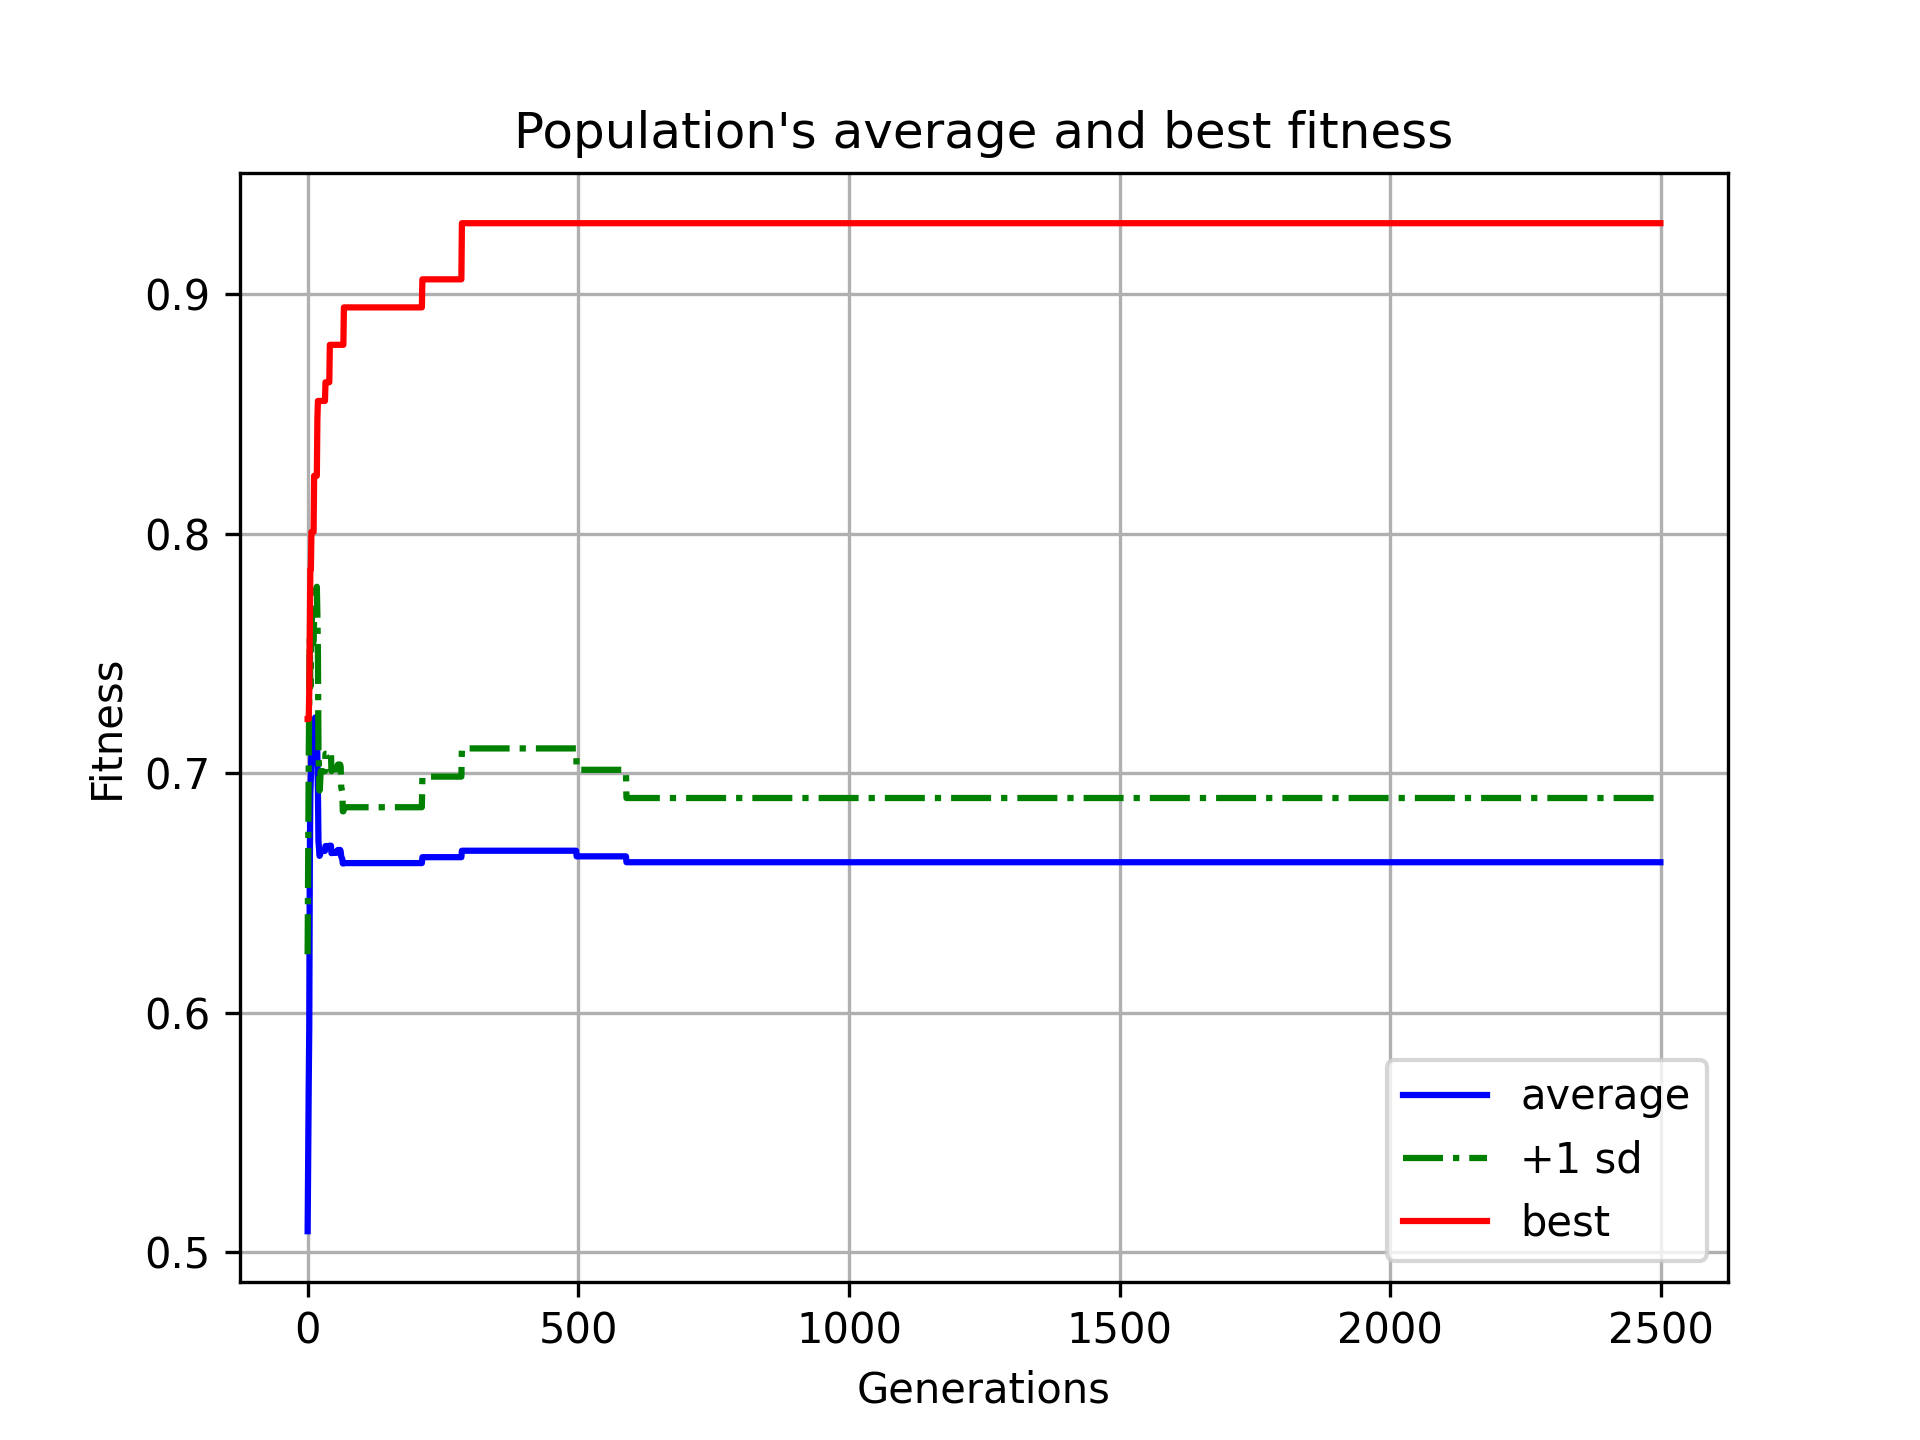 Population's average and best fitness
Fitness
0.9
0.8
0.7
0.6
0.5
average
+1 sd
best
0 500 1000 1500 2000 2500
Generations